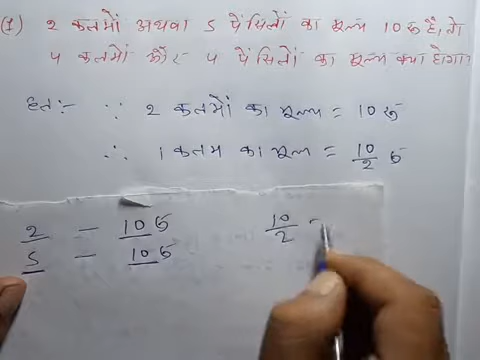 (1) 2 कलमों अथवा 5 पेंसिलों का मूल्य 10 रु है, तो
4 कलमों और 4 पेंसिलों का मूल्य क्या होगा?
हल:- ∵ 2 कलमों का मूल्य = 10 रु
∴ 1 कलम का मूल्य = 10/2 रु
2 – 10 रु 10/2
5 – 10 रु